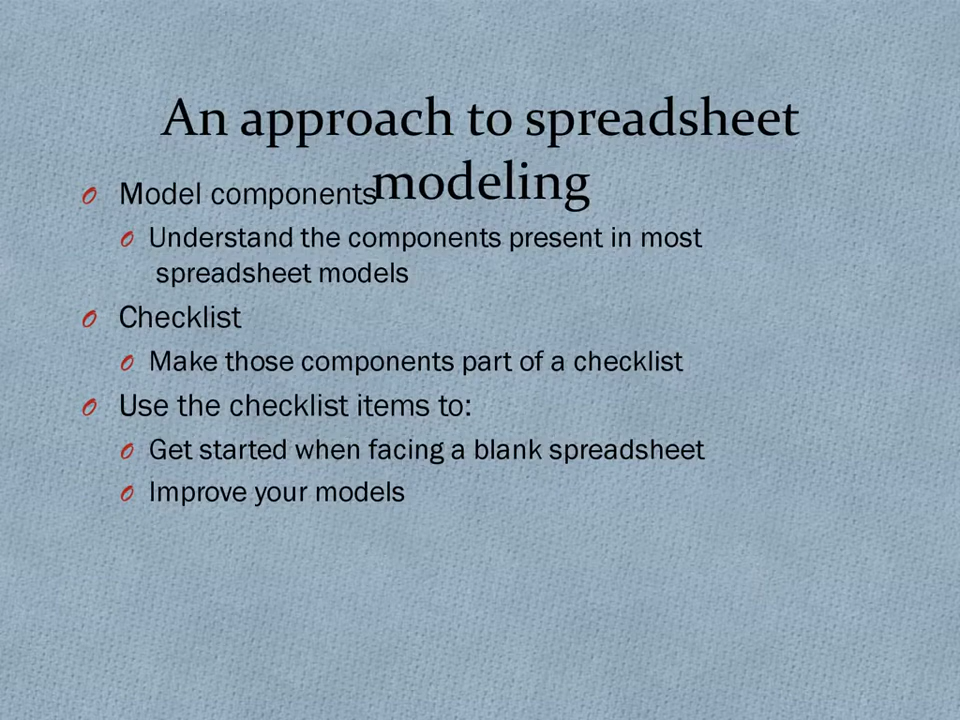 An approach to spreadsheet
modeling
Model components
Understand the components present in most
spreadsheet models
Checklist
Make those components part of a checklist
Use the checklist items to:
Get started when facing a blank spreadsheet
Improve your models